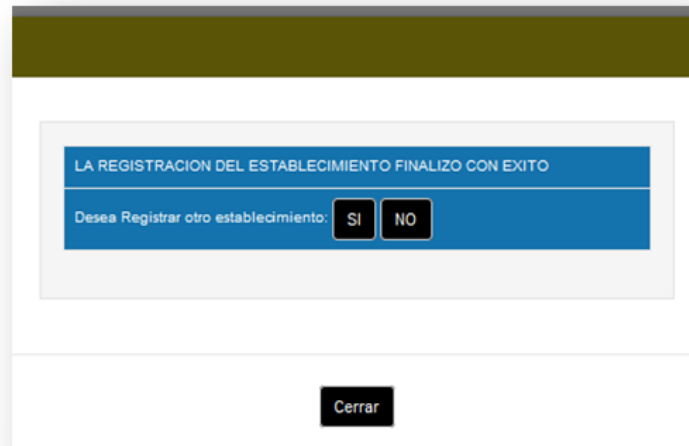 LA REGISTRACION DEL ESTABLECIMIENTO FINALIZO CON EXITO
Desea Registrar otro establecimiento: SI NO
Cerrar